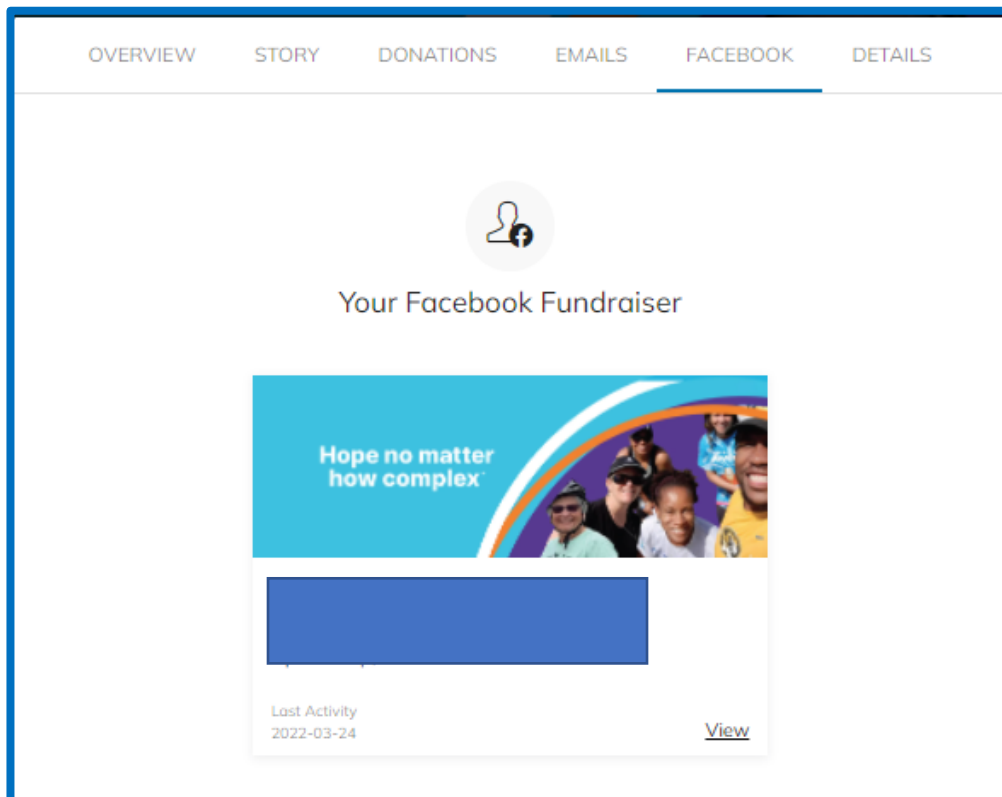 OVERVIEW STORY DONATIONS EMAILS FACEBOOK DETAILS
Your Facebook Fundraiser
Hope no matter
how complex
Last Activity
2022-03-24
View